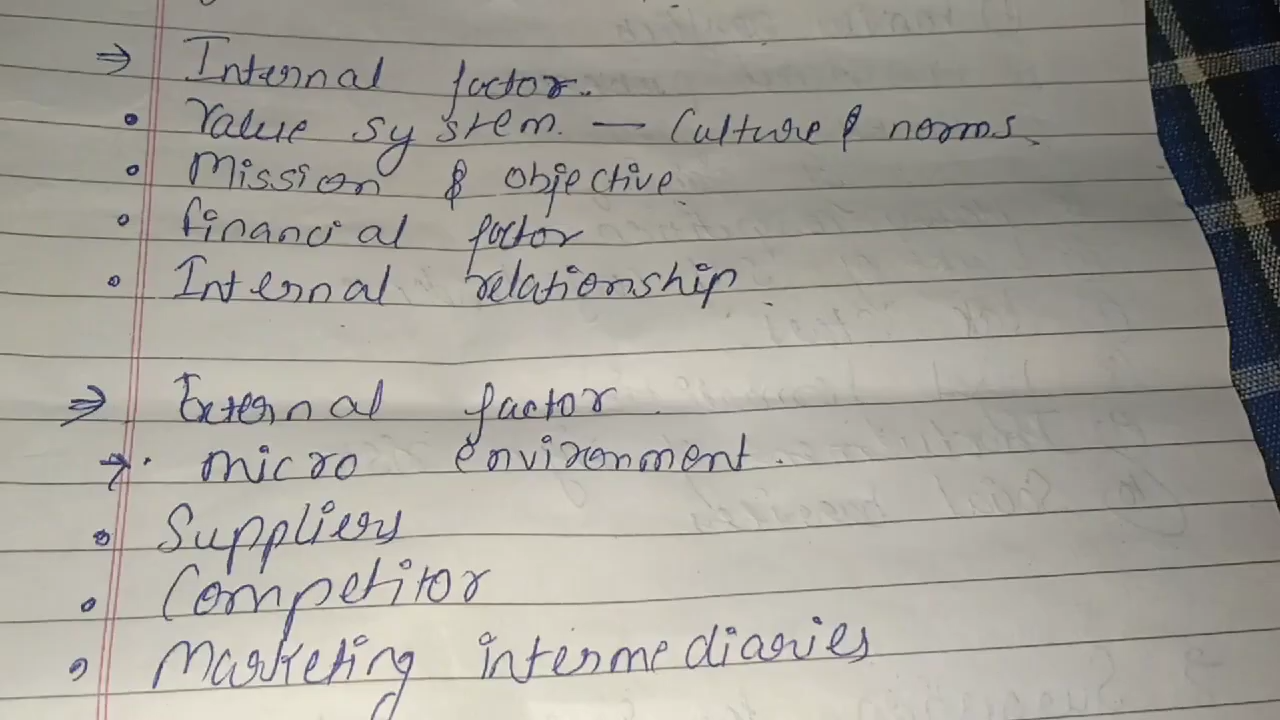 ⇒ Internal factor.
• Value system. — Culture & norms
• Mission & objective
• financial factor
• Internal relationship
⇒ External factor
→ · micro environment.
• Suppliers
• Competitor
• Marketing intermediaries